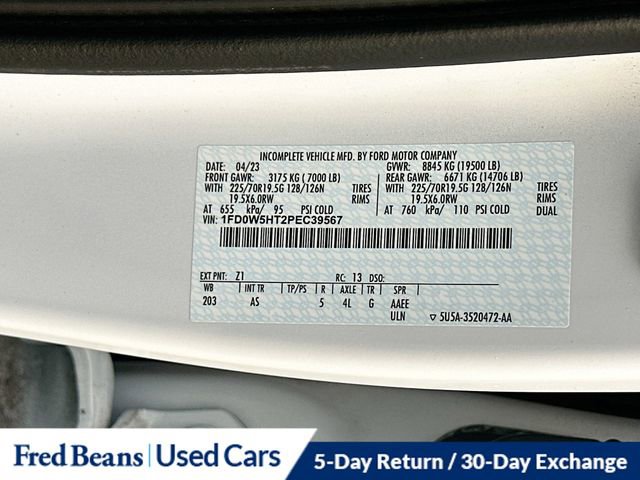 INCOMPLETE VEHICLE MFD. BY FORD MOTOR COMPANY
DATE: 04/23 GVWR: 8845 KG (19500 LB)
FRONT GAWR: 3175 KG ( 7000 LB) REAR GAWR: 6671 KG (14706 LB)
WITH 225/70R19.5G 128/126N TIRES WITH 225/70R19.5G 128/126N TIRES
19.5X6.0RW RIMS 19.5X6.0RW RIMS
AT 655 kPa/ 95 PSI COLD AT 760 kPa/ 110 PSI COLD DUAL
VIN: 1FD0W5HT2PEC39567
EXT PNT: Z1 RC: 13 DSO:
WB INT TR TP/PS R AXLE TR SPR
203 AS 5 4L G AAEE
ULN 5U5A-3520472-AA
Fred Beans Used Cars 5-Day Return / 30-Day Exchange